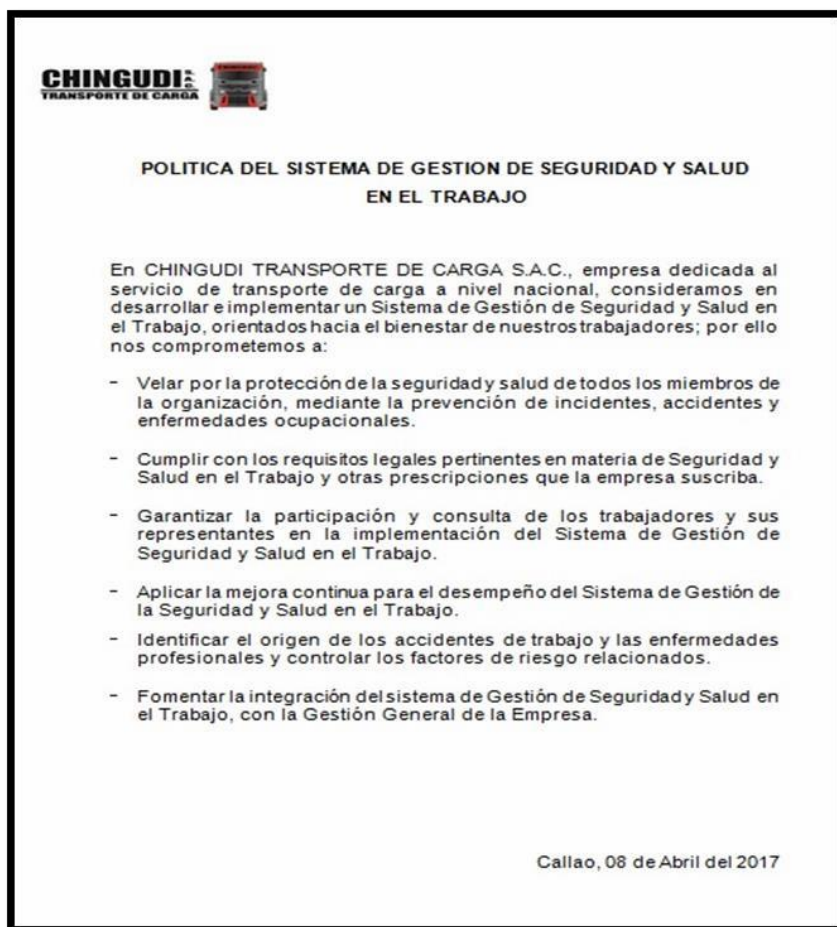 CHINGUDI S.A.C.
TRANSPORTE DE CARGA
POLITICA DEL SISTEMA DE GESTION DE SEGURIDAD Y SALUD
EN EL TRABAJO
En CHINGUDI TRANSPORTE DE CARGA S.A.C., empresa dedicada al
servicio de transporte de carga a nivel nacional, consideramos en
desarrollar e implementar un Sistema de Gestión de Seguridad y Salud en
el Trabajo, orientados hacia el bienestar de nuestros trabajadores; por ello
nos comprometemos a:
- Velar por la protección de la seguridad y salud de todos los miembros de
la organización, mediante la prevención de incidentes, accidentes y
enfermedades ocupacionales.
- Cumplir con los requisitos legales pertinentes en materia de Seguridad y
Salud en el Trabajo y otras prescripciones que la empresa suscriba.
- Garantizar la participación y consulta de los trabajadores y sus
representantes en la implementación del Sistema de Gestión de
Seguridad y Salud en el Trabajo.
- Aplicar la mejora continua para el desempeño del Sistema de Gestión de
la Seguridad y Salud en el Trabajo.
- Identificar el origen de los accidentes de trabajo y las enfermedades
profesionales y controlar los factores de riesgo relacionados.
- Fomentar la integración del sistema de Gestión de Seguridad y Salud en
el Trabajo, con la Gestión General de la Empresa.
Callao, 08 de Abril del 2017